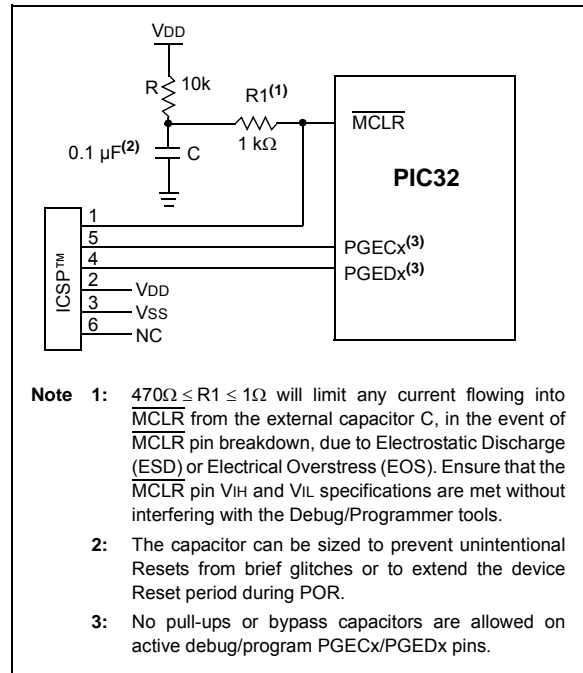 VDD
R 10k
R1(1)
1 kΩ
0.1 µF(2) C
MCLR
PIC32
ICSP™
1
5
4
2
3
6
PGECx(3)
PGEDx(3)
VDD
VSS
NC
Note 1: 470Ω ≤ R1 ≤ 1Ω will limit any current flowing into
MCLR from the external capacitor C, in the event of
MCLR pin breakdown, due to Electrostatic Discharge
(ESD) or Electrical Overstress (EOS). Ensure that the
MCLR pin VIH and VIL specifications are met without
interfering with the Debug/Programmer tools.
2: The capacitor can be sized to prevent unintentional
Resets from brief glitches or to extend the device
Reset period during POR.
3: No pull-ups or bypass capacitors are allowed on
active debug/program PGECx/PGEDx pins.